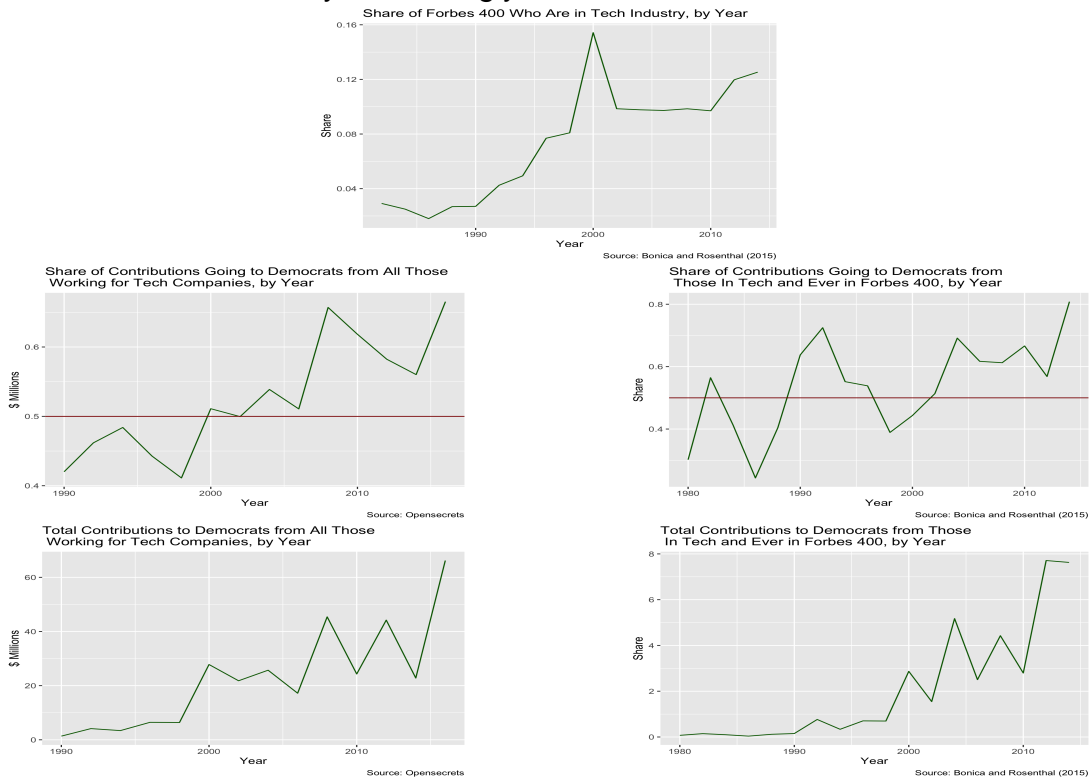 Share of Forbes 400 Who Are in Tech Industry, by Year
0.16
0.12
0.08
0.04
Share
1990
2000
2010
Year
Source: Bonica and Rosenthal (2015)
Share of Contributions Going to Democrats from All Those
Working for Tech Companies, by Year
0.6
0.5
0.4
$ Millions
1990
2000
2010
Year
Source: Opensecrets
Share of Contributions Going to Democrats from
Those In Tech and Ever in Forbes 400, by Year
0.8
0.6
0.4
Share
1980
1990
2000
2010
Year
Source: Bonica and Rosenthal (2015)
Total Contributions to Democrats from All Those
Working for Tech Companies, by Year
60
40
20
0
$ Millions
1990
2000
2010
Year
Source: Opensecrets
Total Contributions to Democrats from Those
In Tech and Ever in Forbes 400, by Year
8
6
4
2
0
Share
1980
1990
2000
2010
Year
Source: Bonica and Rosenthal (2015)